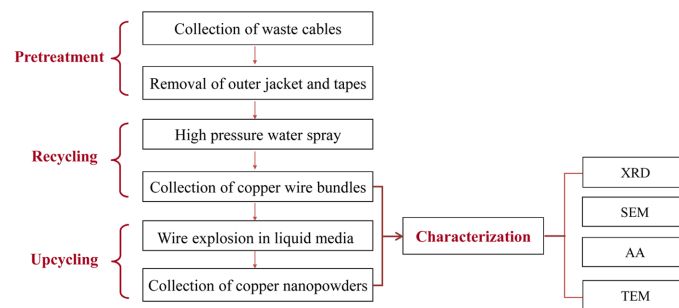 Collection of waste cables
Pretreatment
Removal of outer jacket and tapes
High pressure water spray
Recycling
Collection of copper wire bundles
Wire explosion in liquid media
Upcycling
Collection of copper nanopowders
Characterization
XRD
SEM
AA
TEM